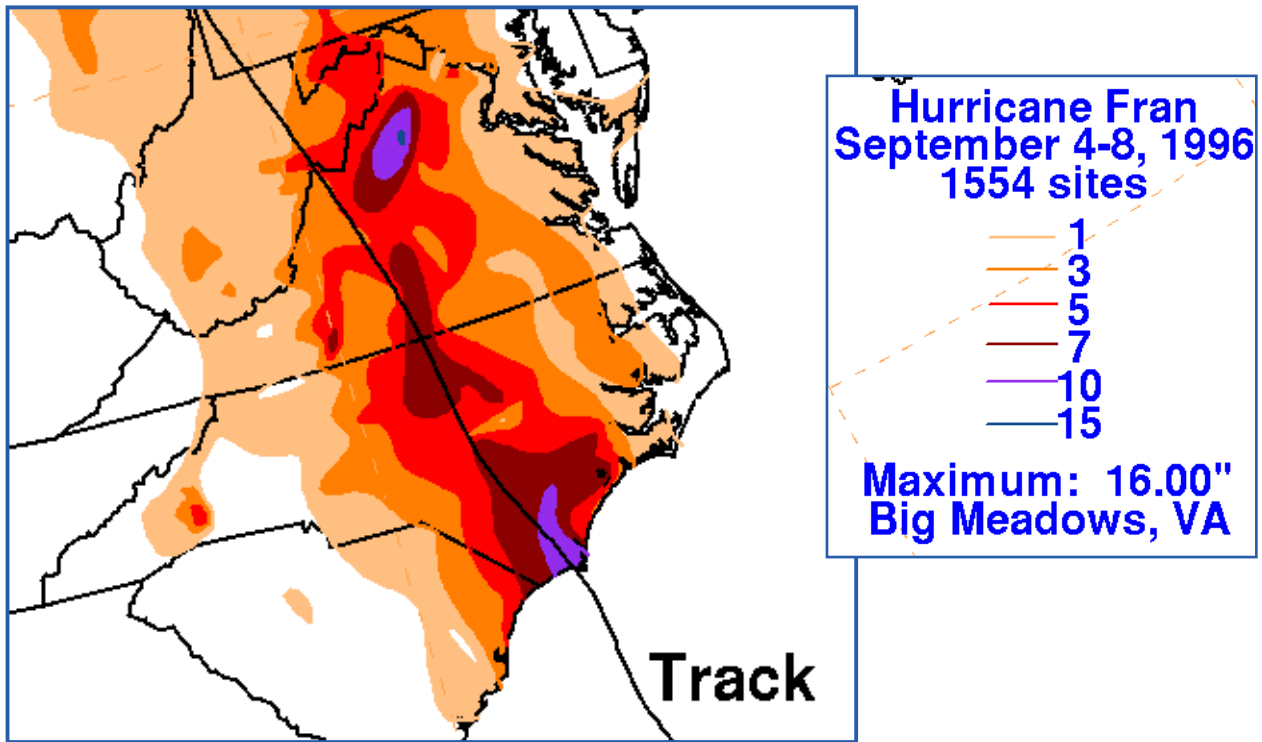 Hurricane Fran
September 4-8, 1996
1554 sites
1
3
5
7
10
15
Maximum: 16.00"
Big Meadows, VA
Track